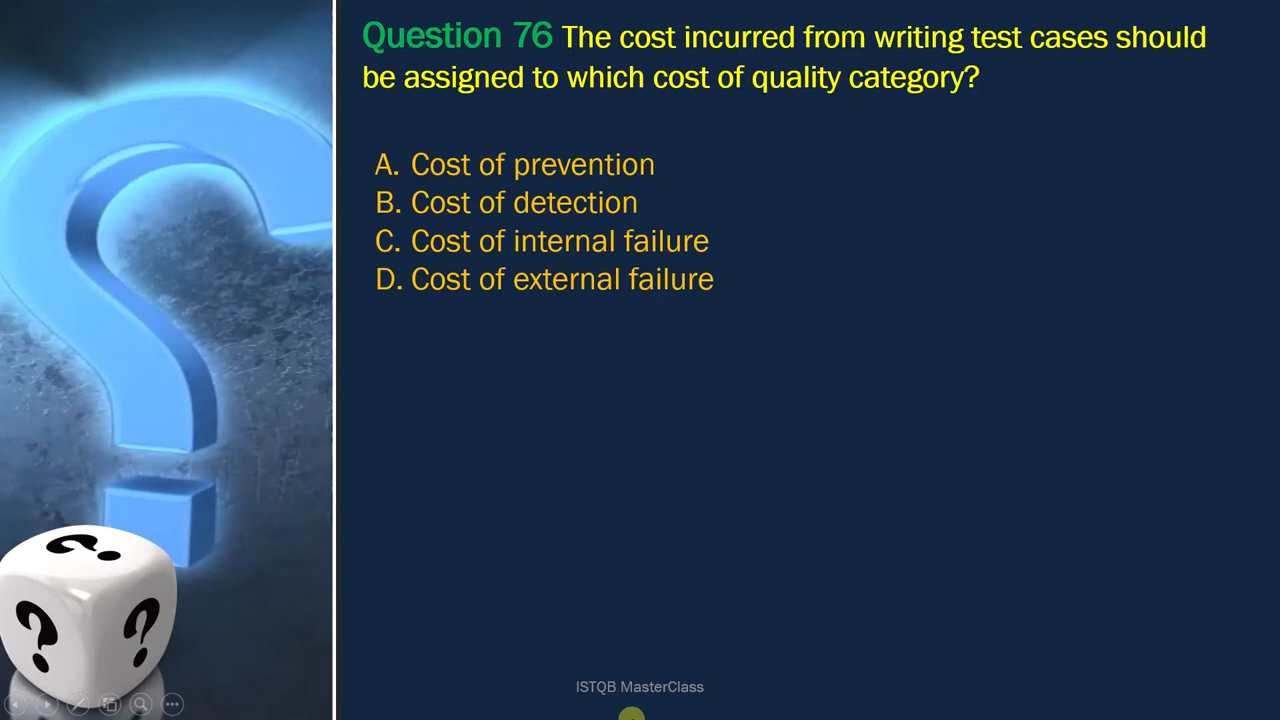 Question 76 The cost incurred from writing test cases should
be assigned to which cost of quality category?
A. Cost of prevention
B. Cost of detection
C. Cost of internal failure
D. Cost of external failure
ISTQB MasterClass